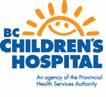 BC
CHILDREN'S
HOSPITAL
An agency of the Provincial
Health Services Authority